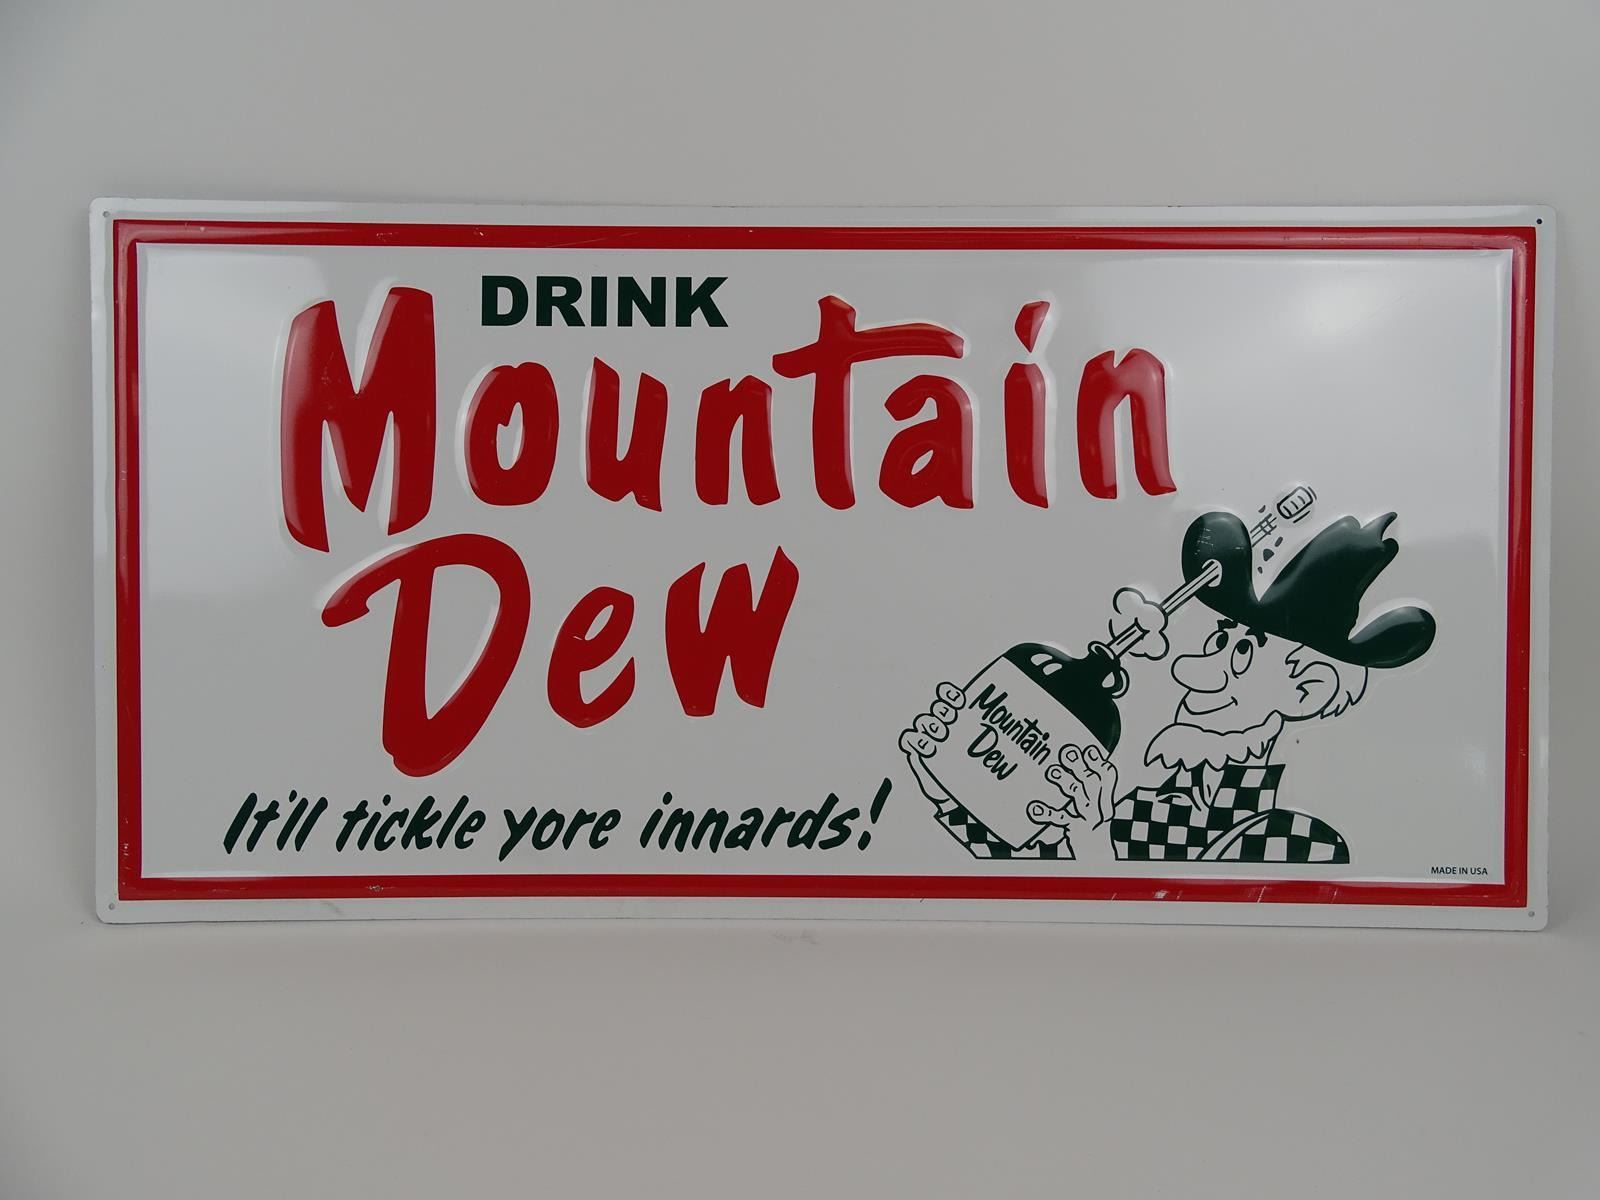 DRINK
Mountain
Dew
It'll tickle yore innards!
Mountain
Dew
MADE IN USA